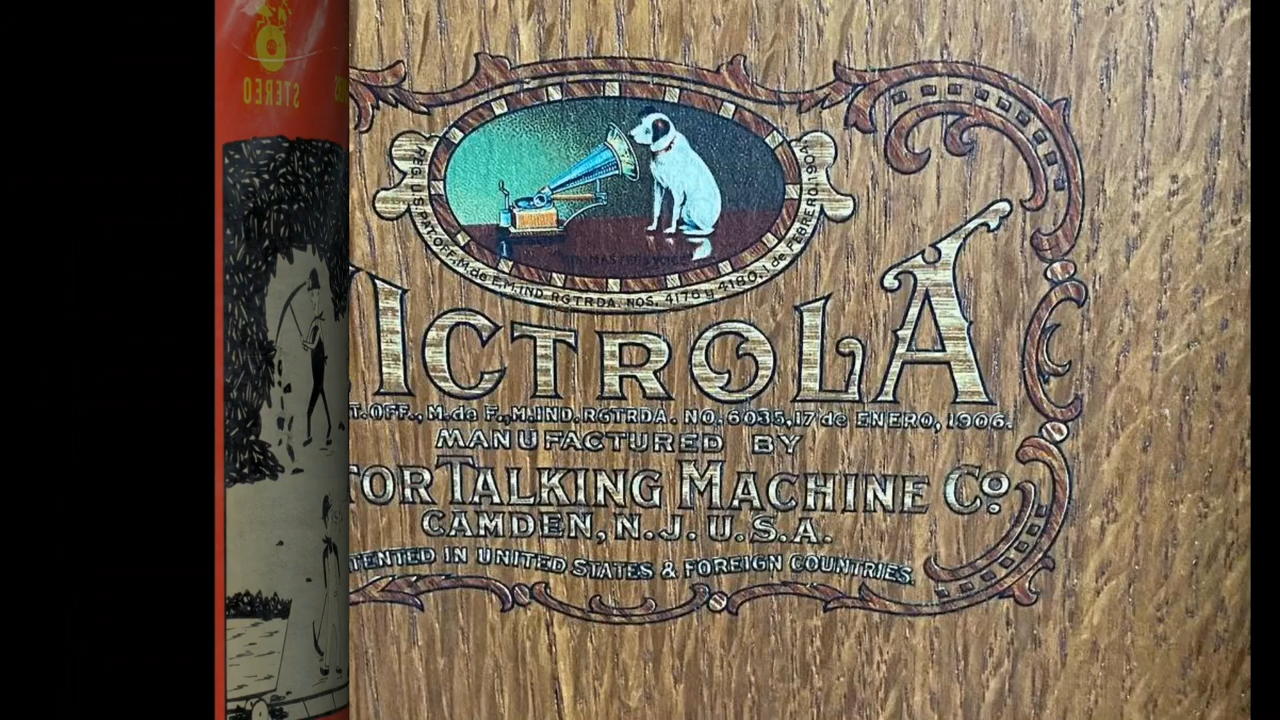 STEREO
REG. U.S. PAT. OFF. M. de F. M. IND. RGTRDA. NOS. 4176 y 4180, 1 de FEBRERO, 1904.
HIS MASTER'S VOICE
ICTROLA
T. OFF., M. de F., M. IND. RGTRDA. NO. 6035, 17 de ENERO, 1906.
MANUFACTURED BY
TOR TALKING MACHINE Co.
CAMDEN, N.J. U.S.A.
TENTED IN UNITED STATES & FOREIGN COUNTRIES.